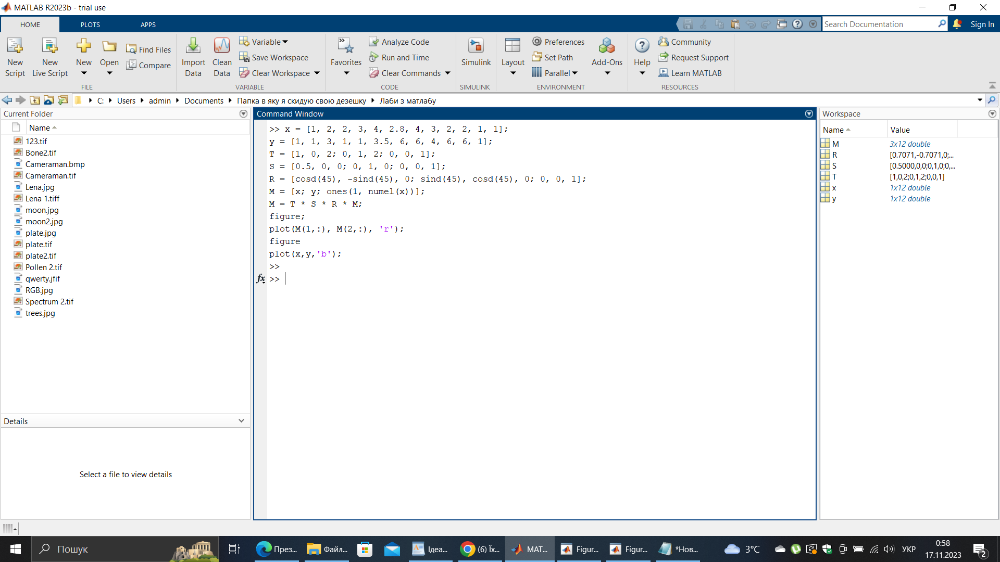 MATLAB R2023b - trial use
HOME PLOTS APPS
Search Documentation
Sign In
New Script
New Live Script
New
Open
Find Files
Compare
FILE
Import Data
Clean Data
Variable
Save Workspace
Clear Workspace
VARIABLE
Favorites
Analyze Code
Run and Time
Clear Commands
CODE
Simulink
SIMULINK
Layout
Preferences
Set Path
Parallel
Add-Ons
ENVIRONMENT
Help
Community
Request Support
Learn MATLAB
RESOURCES
C: Users admin Documents Папка в яку я скидую свою дезешку Лаби з матлабу
Current Folder
Name
123.tif
Bone2.tif
Cameraman.bmp
Cameraman.tif
Lena.jpg
Lena 1.tiff
moon.jpg
moon2.jpg
plate.jpg
plate.tif
plate2.tif
Pollen 2.tif
qwerty.jfif
RGB.jpg
Spectrum 2.tif
trees.jpg
Details
Select a file to view details
Command Window
>> x = [1, 2, 2, 3, 4, 2.8, 4, 3, 2, 2, 1, 1];
y = [1, 1, 3, 1, 1, 3.5, 6, 6, 4, 6, 6, 1];
T = [1, 0, 2; 0, 1, 2; 0, 0, 1];
S = [0.5, 0, 0; 0, 1, 0; 0, 0, 1];
R = [cosd(45), -sind(45), 0; sind(45), cosd(45), 0; 0, 0, 1];
M = [x; y; ones(1, numel(x))];
M = T * S * R * M;
figure;
plot(M(1,:), M(2,:), 'r');
figure
plot(x,y,'b');
>>
fx >>
Workspace
Name Value
M 3x12 double
R [0.7071,-0.7071,0;...
S [0.5000,0,0;0,1,0;0,...
T [1,0,2;0,1,2;0,0,1]
x 1x12 double
y 1x12 double
Пошук
През...
Файл...
Ідеа...
(6) Їх...
MAT...
Figur...
Figur...
*Нов...
3°C
УКР
0:58
17.11.2023
2